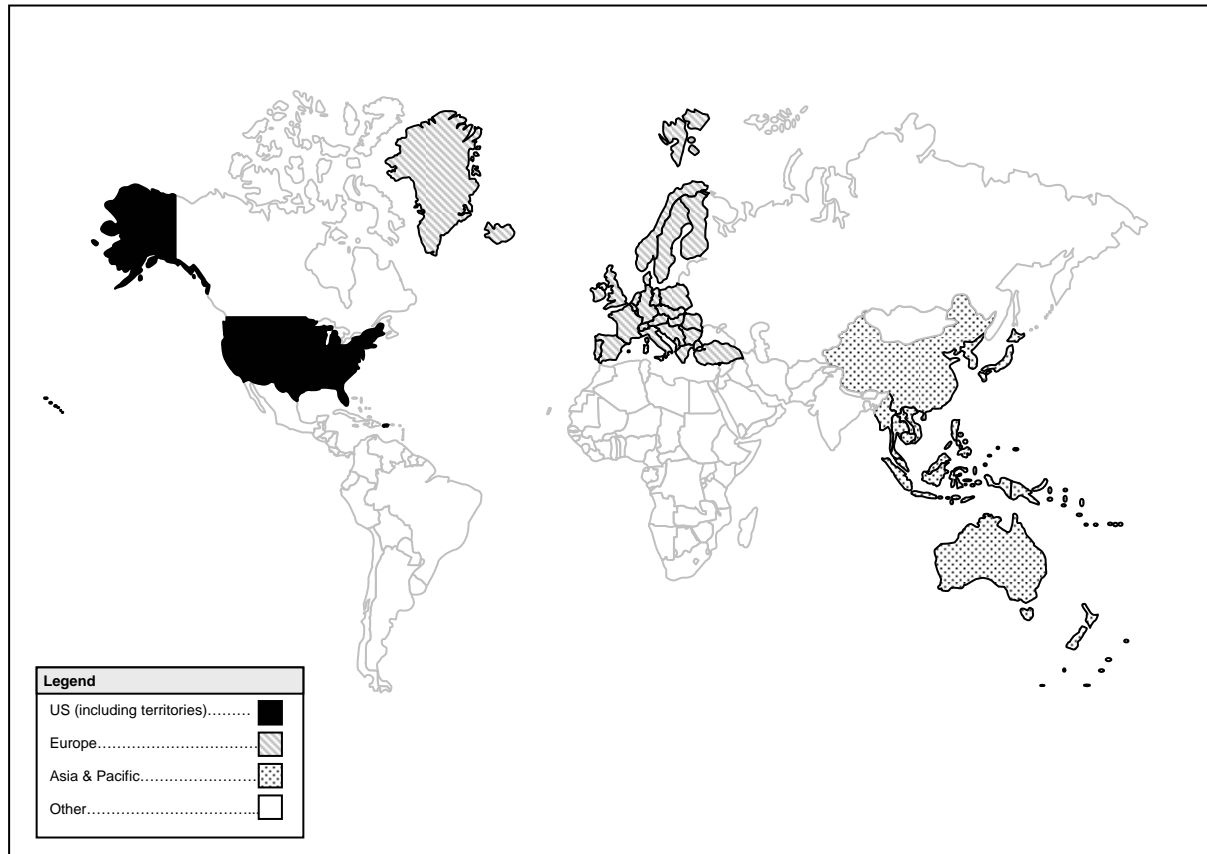 Legend
US (including territories)………
Europe……………………………
Asia & Pacific……………………
Other……………………………...